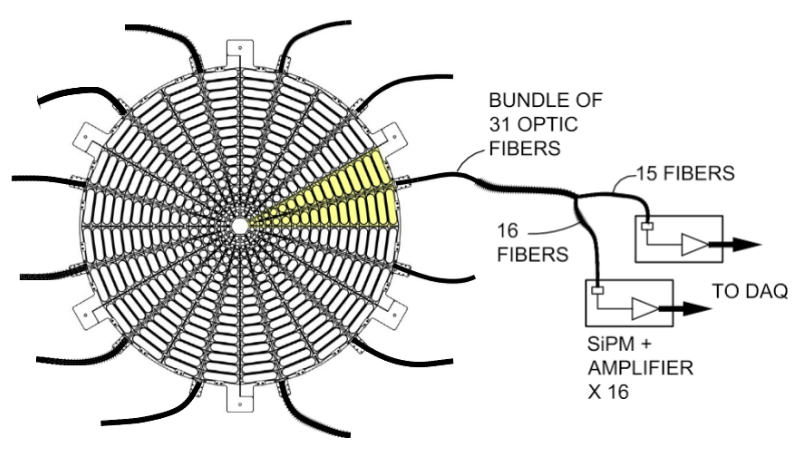 BUNDLE OF
31 OPTIC
FIBERS
15 FIBERS
16
FIBERS
TO DAQ
SiPM +
AMPLIFIER
X 16